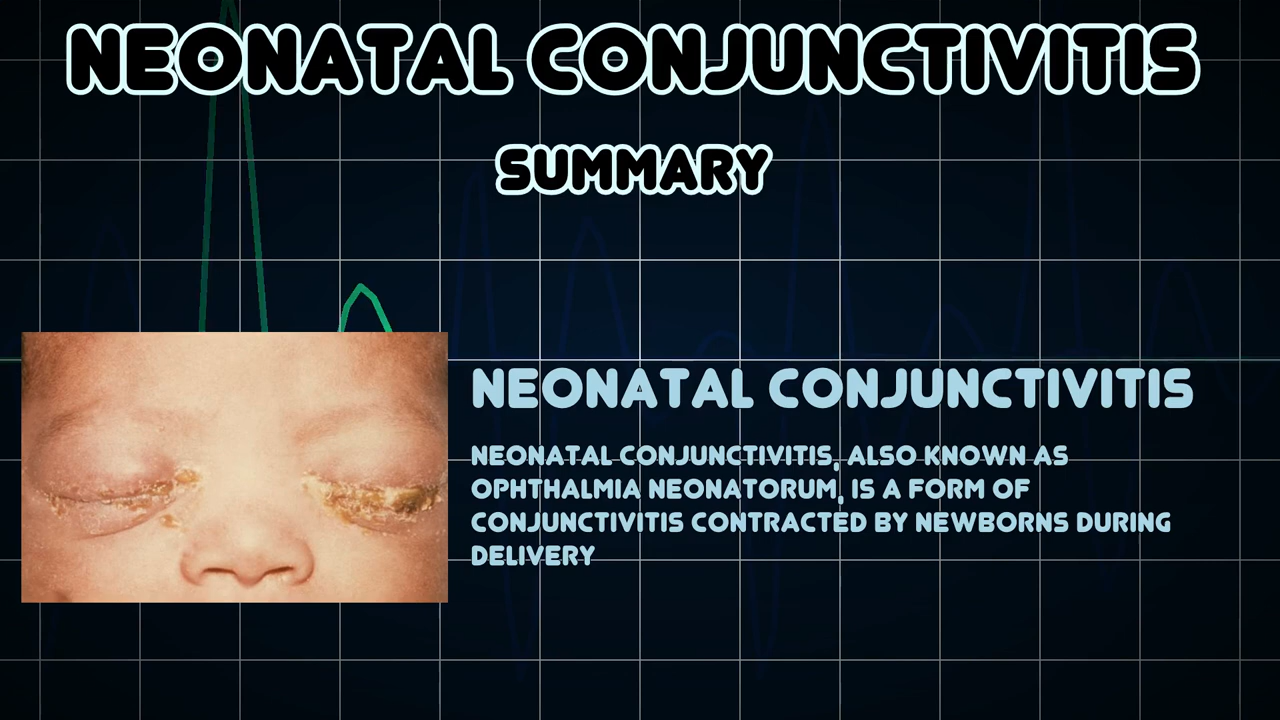 NEONATAL CONJUNCTIVITIS
SUMMARY
NEONATAL CONJUNCTIVITIS
NEONATAL CONJUNCTIVITIS, ALSO KNOWN AS
OPHTHALMIA NEONATORUM, IS A FORM OF
CONJUNCTIVITIS CONTRACTED BY NEWBORNS DURING
DELIVERY